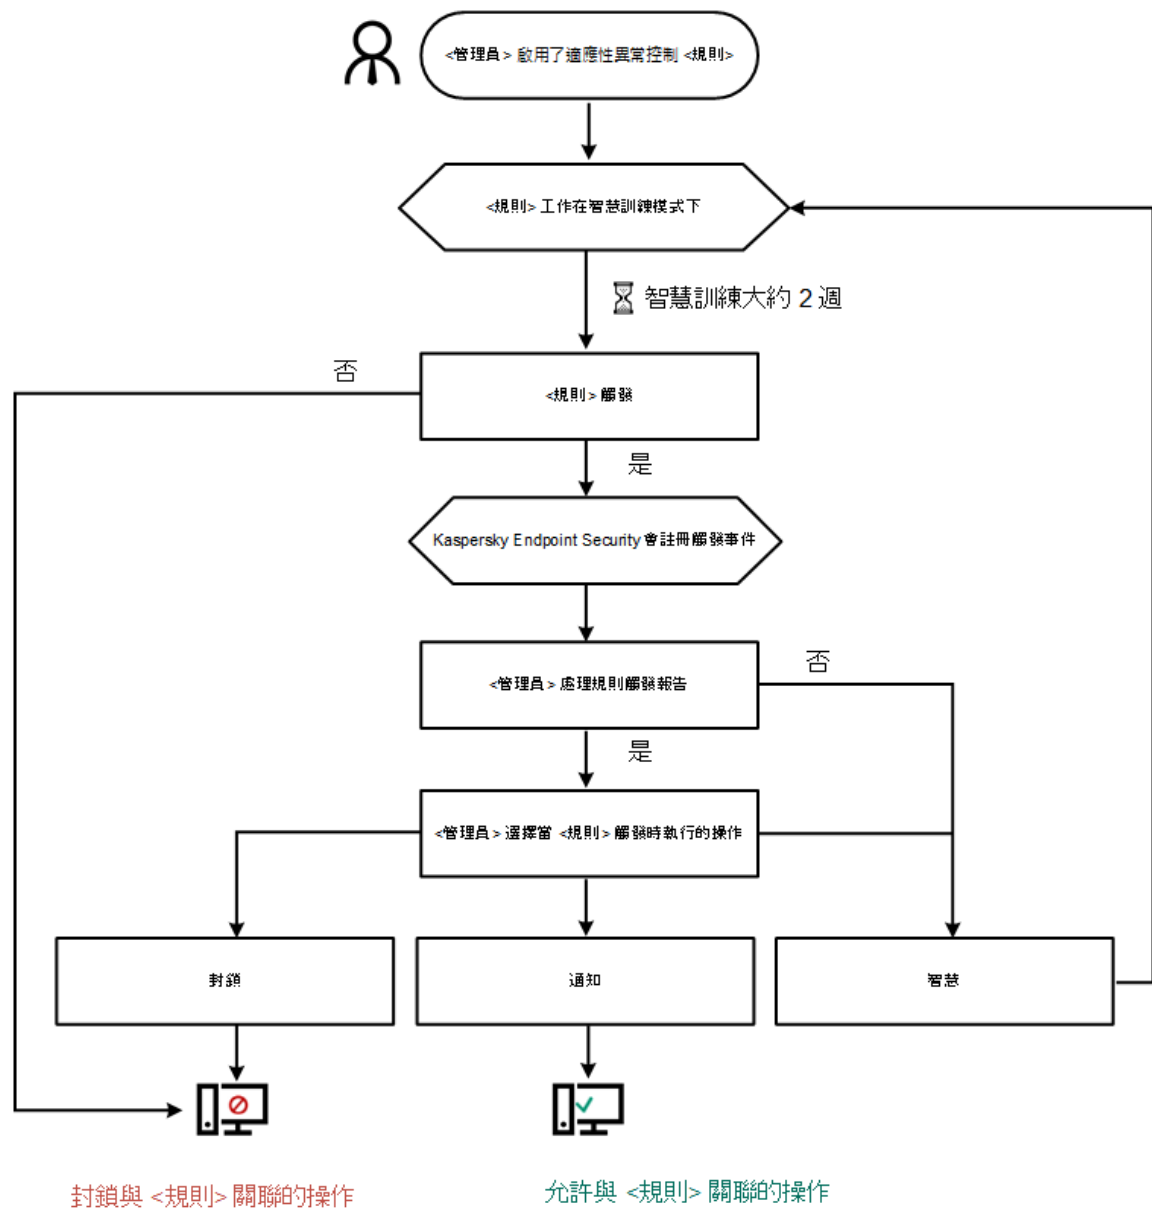 <管理員> 啟用了適應性異常控制 <規則>
<規則> 工作在智慧訓練模式下
智慧訓練大約 2 週
否
<規則> 觸發
是
Kaspersky Endpoint Security 會註冊觸發事件
否
<管理員> 處理規則觸發報告
是
<管理員> 選擇當 <規則> 觸發時執行的操作
封鎖
通知
智慧
封鎖與 <規則> 關聯的操作
允許與 <規則> 關聯的操作